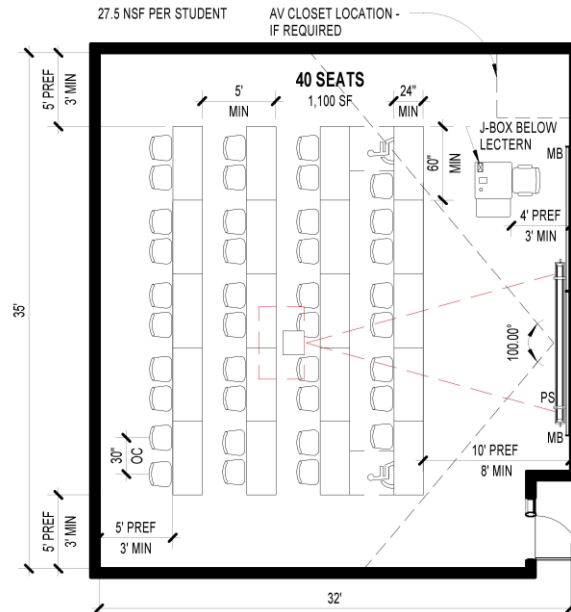 27.5 NSF PER STUDENT
AV CLOSET LOCATION -
IF REQUIRED
5' PREF
3' MIN
5'
MIN
40 SEATS
1,100 SF
24"
MIN
J-BOX BELOW
LECTERN
MB
60"
MIN
4' PREF
3' MIN
35'
100.00°
PS
MB
30"
OC
10' PREF
8' MIN
5' PREF
3' MIN
5' PREF
3' MIN
32'